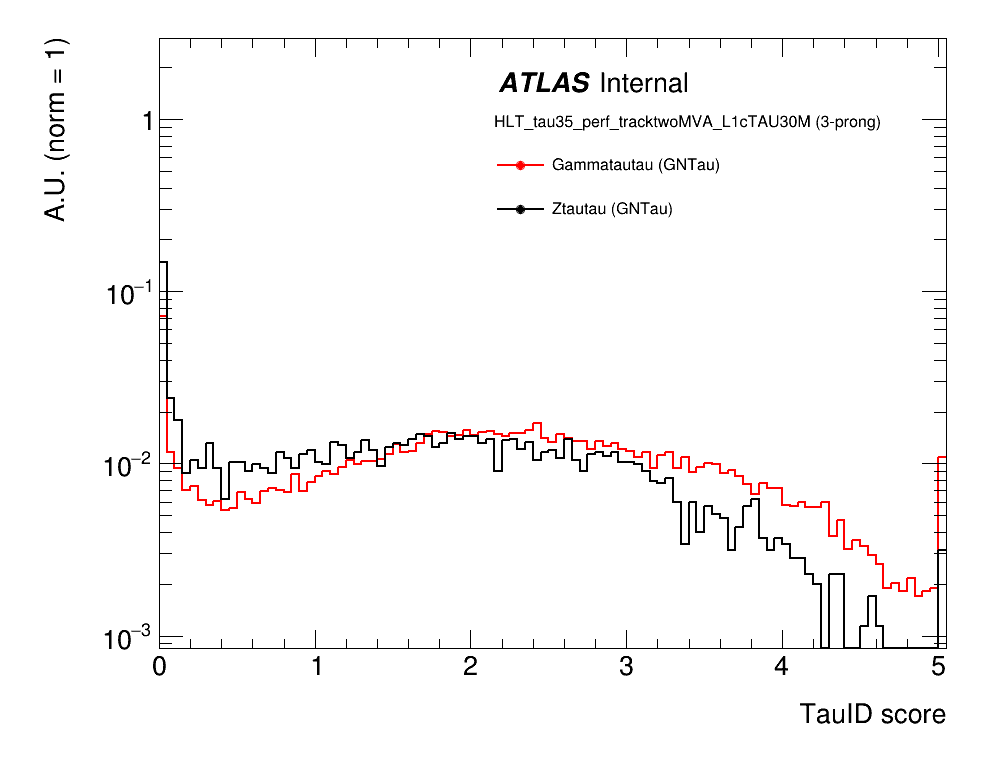 A.U. (norm = 1)
ATLAS Internal
HLT_tau35_perf_tracktwoMVA_L1cTAU30M (3-prong)
Gammatautau (GNTau)
Ztautau (GNTau)
1
10⁻¹
10⁻²
10⁻³
0 1 2 3 4 5
TauID score